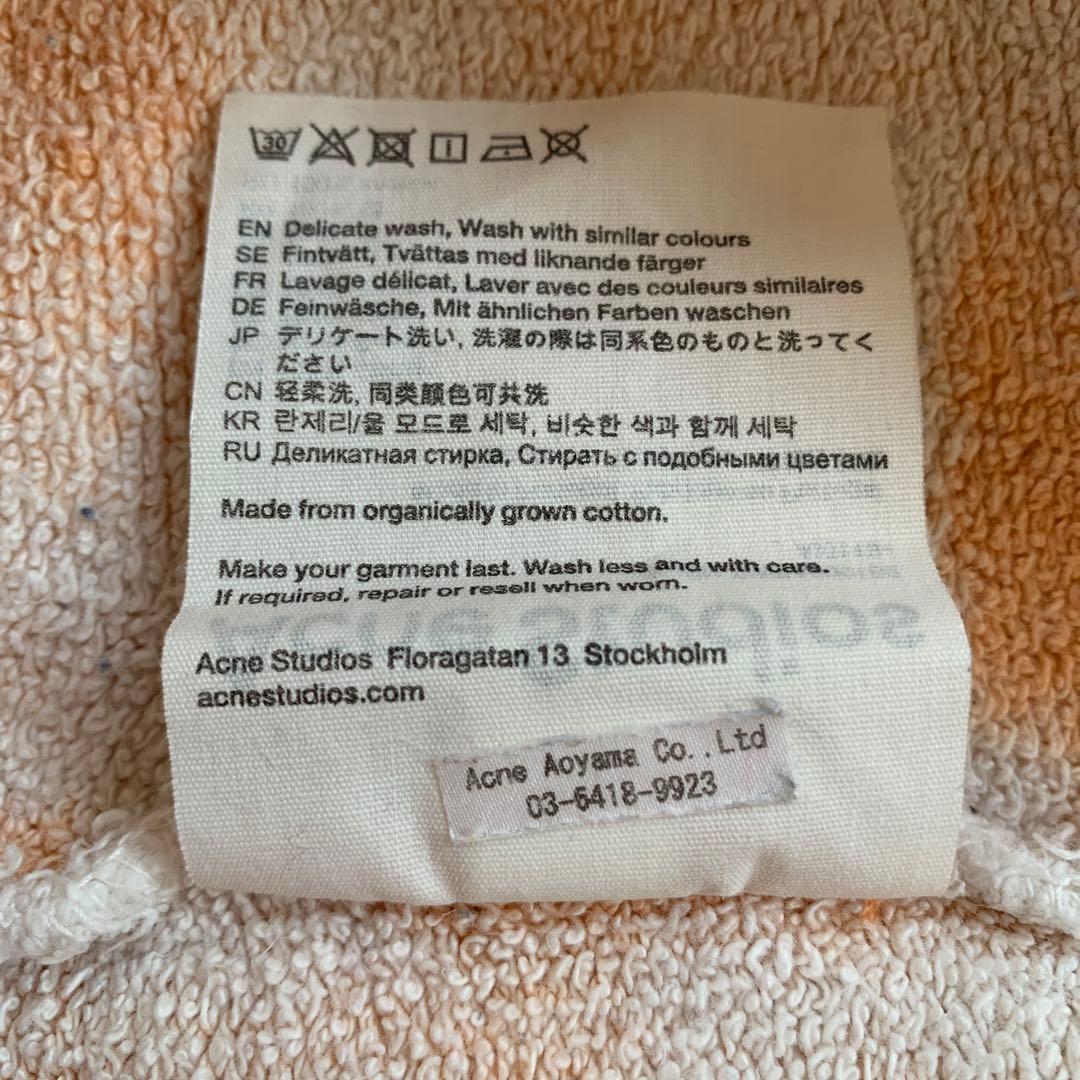 30
EN Delicate wash, Wash with similar colours
SE Fintvätt, Tvättas med liknande färger
FR Lavage délicat, Laver avec des couleurs similaires
DE Feinwäsche, Mit ähnlichen Farben waschen
JP デリケート洗い, 洗濯の際は同系色のものと洗ってく
ださい
CN 轻柔洗, 同类颜色可共洗
KR 란제리/울 모드로 세탁, 비슷한 색과 함께 세탁
RU Деликатная стирка, Стирать с подобными цветами
Made from organically grown cotton.
Make your garment last. Wash less and with care.
If required, repair or resell when worn.
Acne Studios Floragatan 13 Stockholm
acnestudios.com
Acne Aoyama Co.,Ltd
03-6418-9923